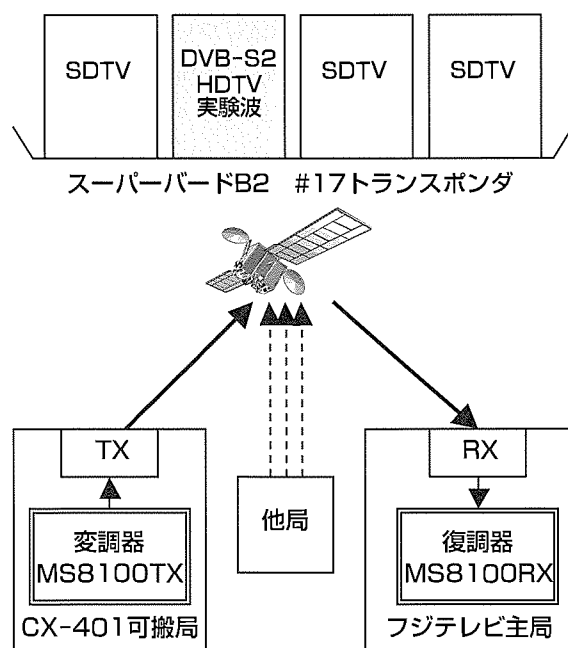 SDTV
DVB-S2
HDTV
実験波
SDTV
SDTV
スーパーバードB2　#17トランスポンダ
TX
変調器
MS8100TX
CX-401可搬局
他局
RX
復調器
MS8100RX
フジテレビ主局